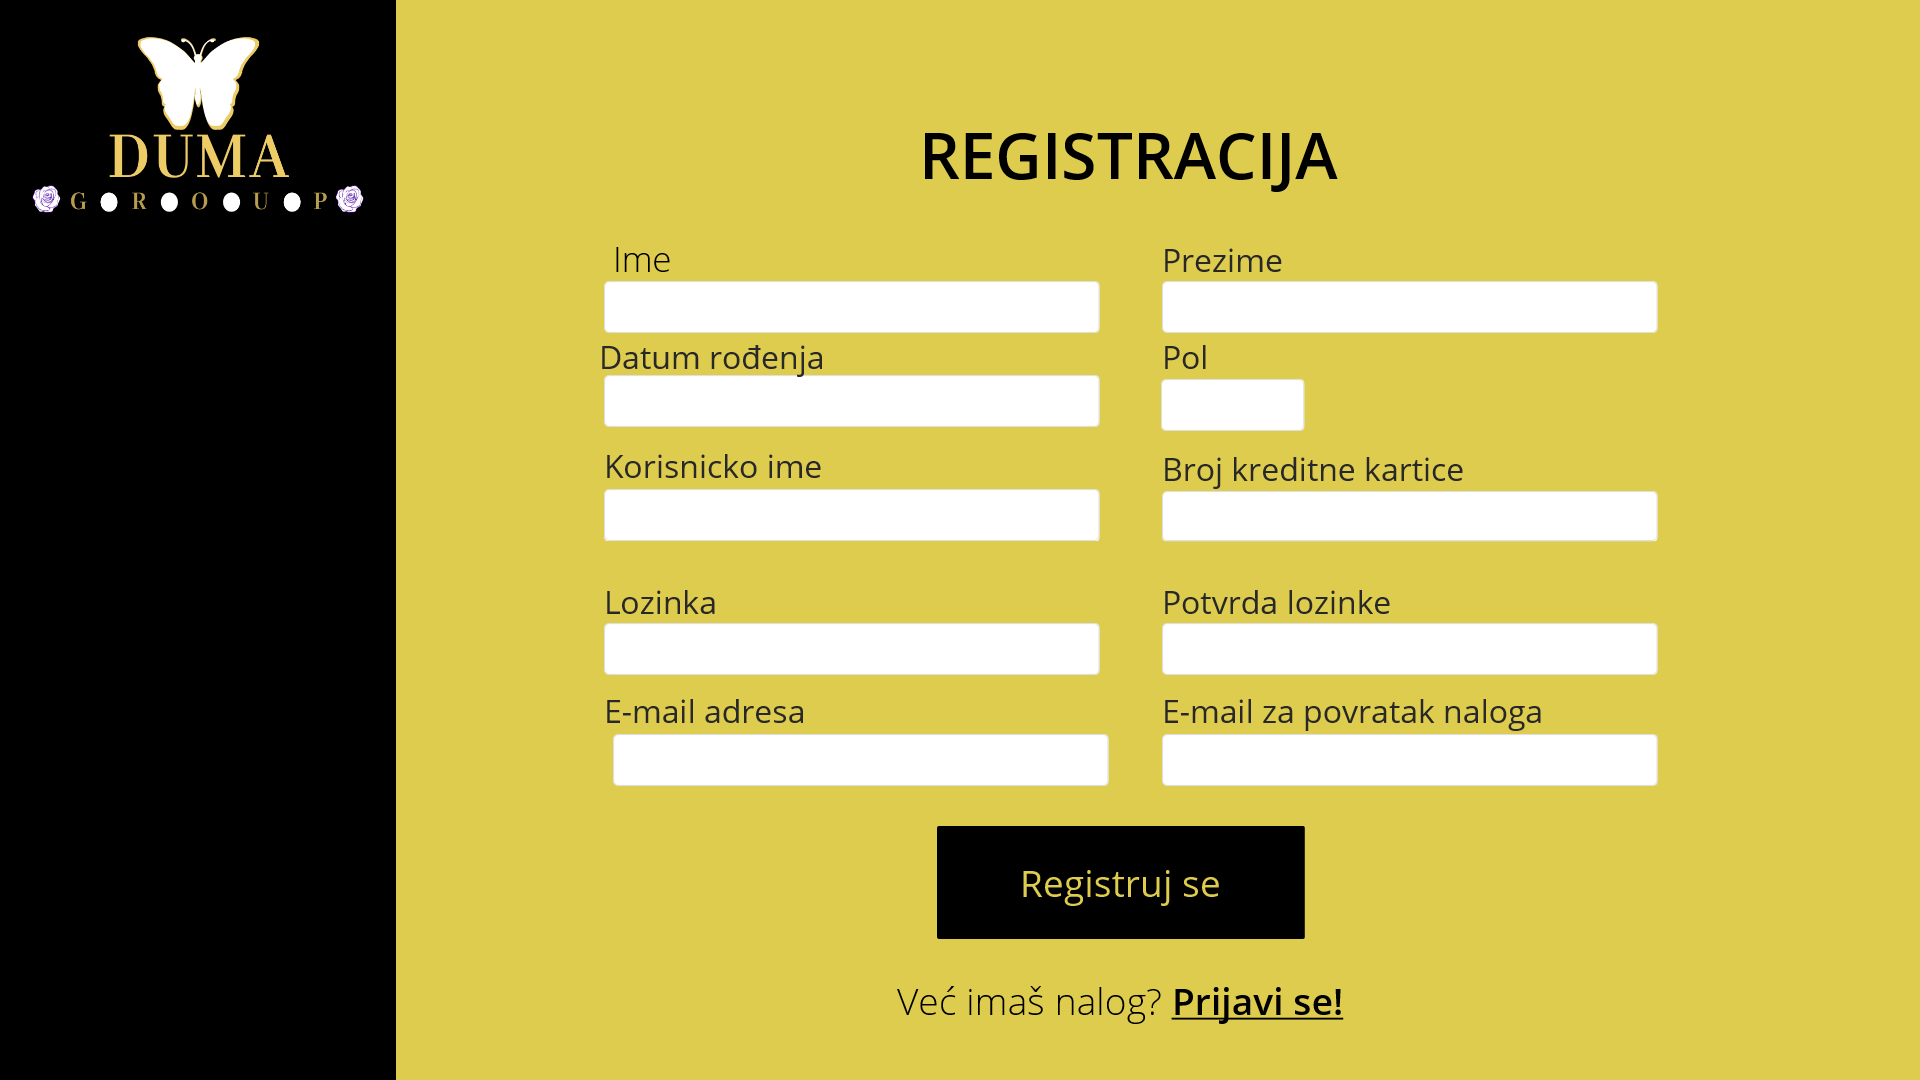 DUMA
GROUP
REGISTRACIJA
Ime
Prezime
Datum rođenja
Pol
Korisnicko ime
Broj kreditne kartice
Lozinka
Potvrda lozinke
E-mail adresa
E-mail za povratak naloga
Registruj se
Već imaš nalog? Prijavi se!